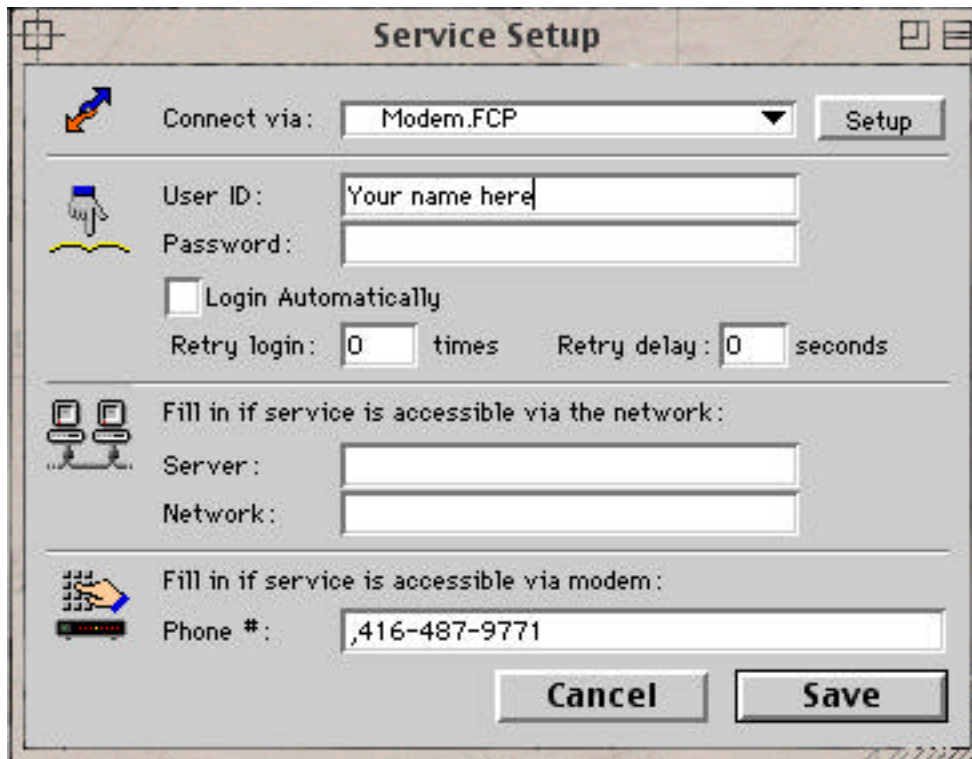 Service Setup
Connect via: Modem.FCP Setup
User ID: Your name here
Password:
Login Automatically
Retry login: 0 times Retry delay: 0 seconds
Fill in if service is accessible via the network:
Server:
Network:
Fill in if service is accessible via modem:
Phone #: ,416-487-9771
Cancel Save